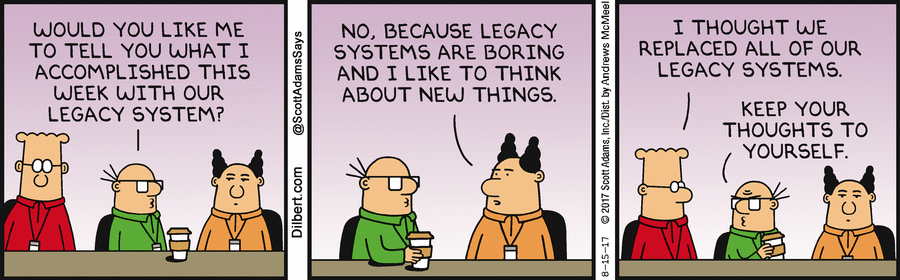 WOULD YOU LIKE ME
TO TELL YOU WHAT I
ACCOMPLISHED THIS
WEEK WITH OUR
LEGACY SYSTEM?
Dilbert.com @ScottAdamsSays
NO, BECAUSE LEGACY
SYSTEMS ARE BORING
AND I LIKE TO THINK
ABOUT NEW THINGS.
8-15-17 © 2017 Scott Adams, Inc./Dist. by Andrews McMeel
I THOUGHT WE
REPLACED ALL OF OUR
LEGACY SYSTEMS.
KEEP YOUR
THOUGHTS TO
YOURSELF.